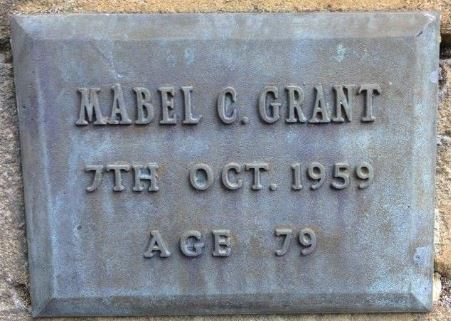 MABEL C. GRANT
7TH OCT. 1959
AGE 79